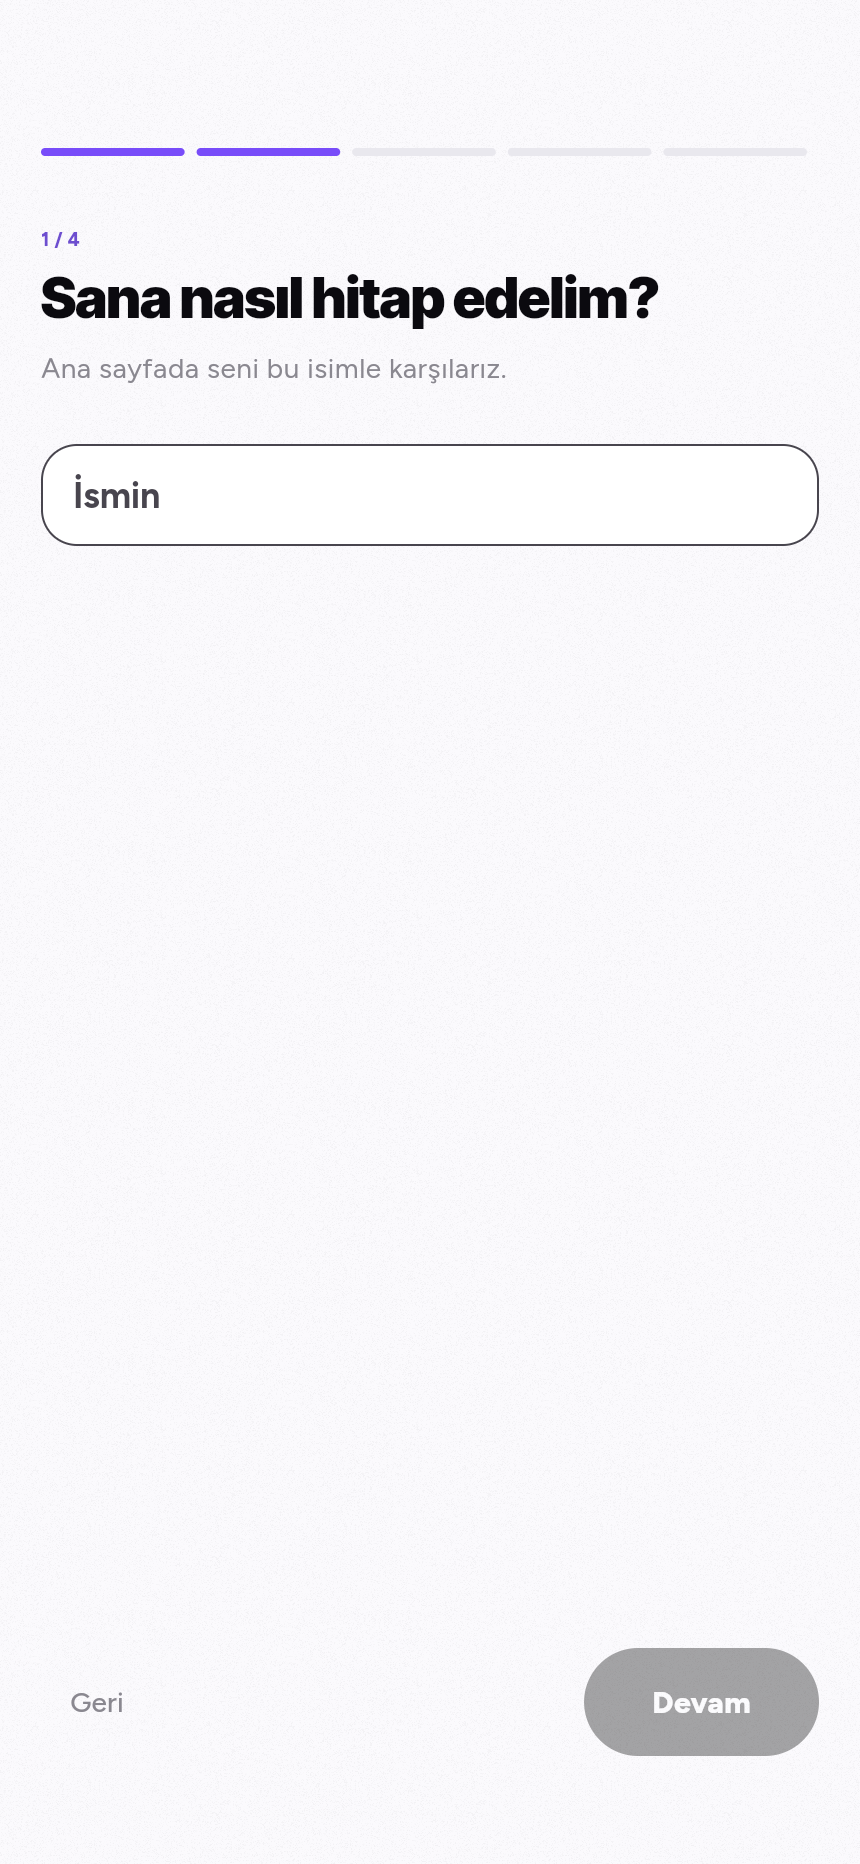 1 / 4
Sana nasıl hitap edelim?
Ana sayfada seni bu isimle karşılarız.
İsmin
Geri
Devam